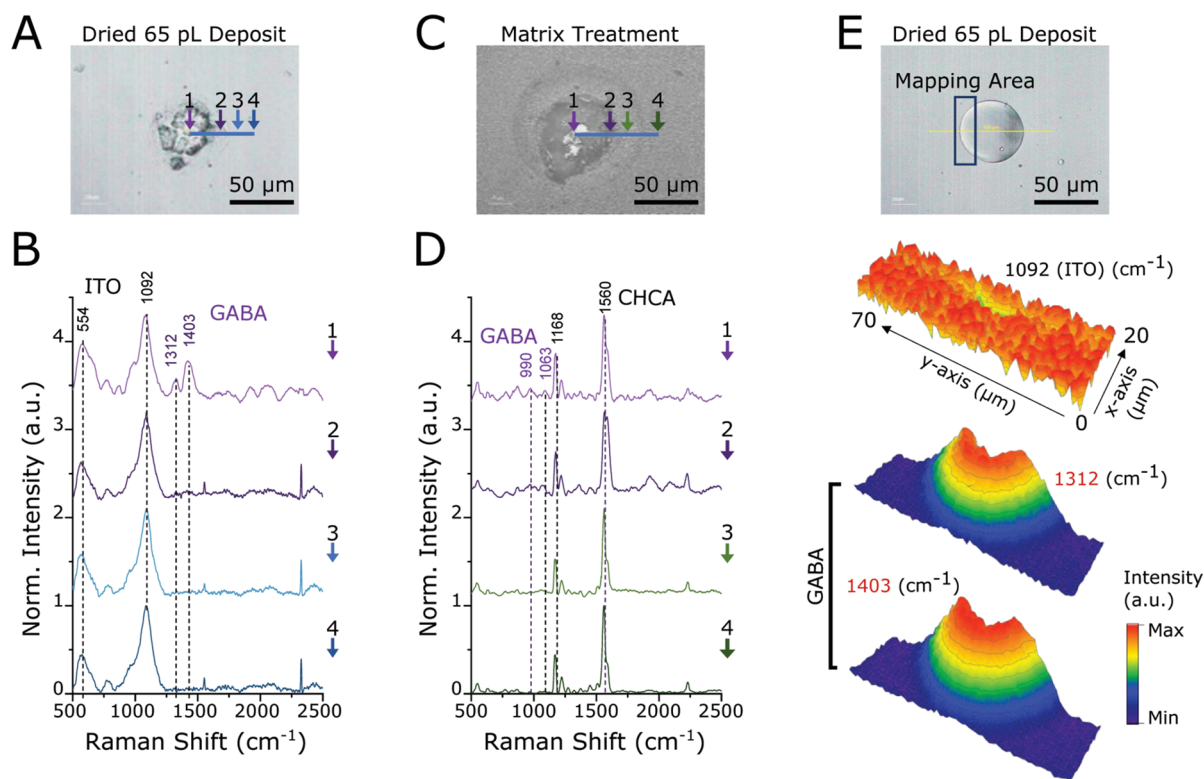 A
Dried 65 pL Deposit
1
2
3
4
50 µm
B
ITO
554
1092
1312
1403
GABA
1
2
3
4
4
3
2
1
0
Norm. Intensity (a.u.)
500
1000
1500
2000
2500
Raman Shift (cm⁻¹)
C
Matrix Treatment
1
2
3
4
50 µm
D
GABA
990
1063
1168
1560
CHCA
1
2
3
4
4
3
2
1
0
Norm. Intensity (a.u.)
500
1000
1500
2000
2500
Raman Shift (cm⁻¹)
E
Dried 65 pL Deposit
Mapping Area
50 µm
1092 (ITO) (cm⁻¹)
70
y-axis (µm)
0
x-axis
(µm)
20
1312 (cm⁻¹)
GABA
1403 (cm⁻¹)
Intensity
(a.u.)
Max
Min